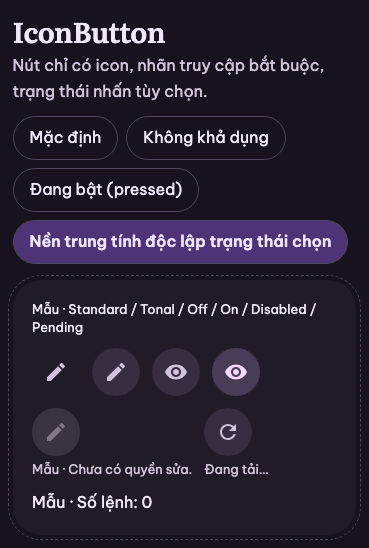 IconButton
Nút chỉ có icon, nhãn truy cập bắt buộc,
trạng thái nhấn tùy chọn.
Mặc định
Không khả dụng
Đang bật (pressed)
Nền trung tính độc lập trạng thái chọn
Mẫu · Standard / Tonal / Off / On / Disabled /
Pending
Mẫu · Chưa có quyền sửa.
Đang tải...
Mẫu · Số lệnh: 0